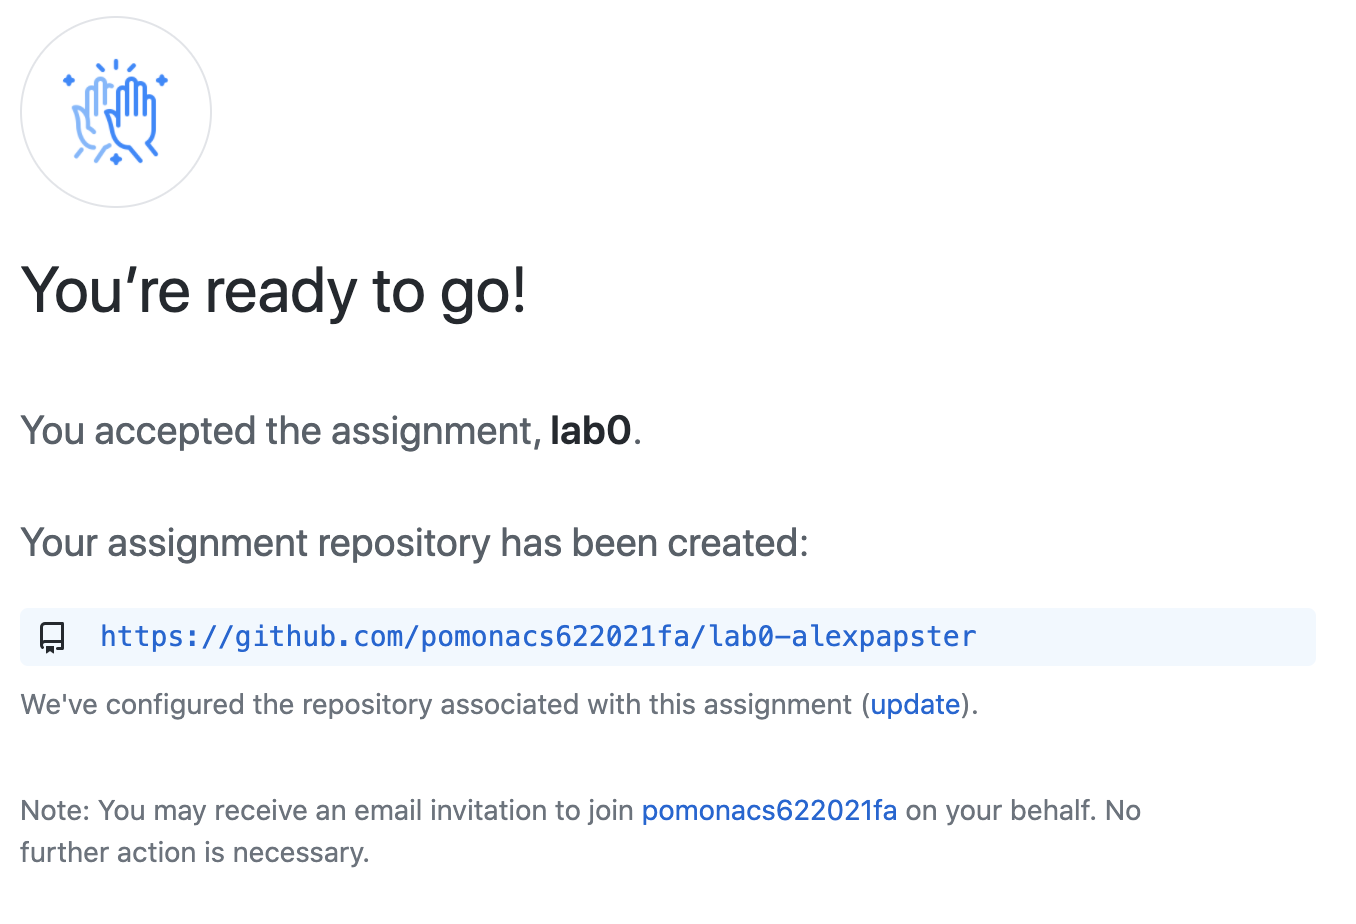 You’re ready to go!
You accepted the assignment, lab0.
Your assignment repository has been created:
https://github.com/pomonacs622021fa/lab0-alexpapster
We've configured the repository associated with this assignment (update).
Note: You may receive an email invitation to join pomonacs622021fa on your behalf. No
further action is necessary.